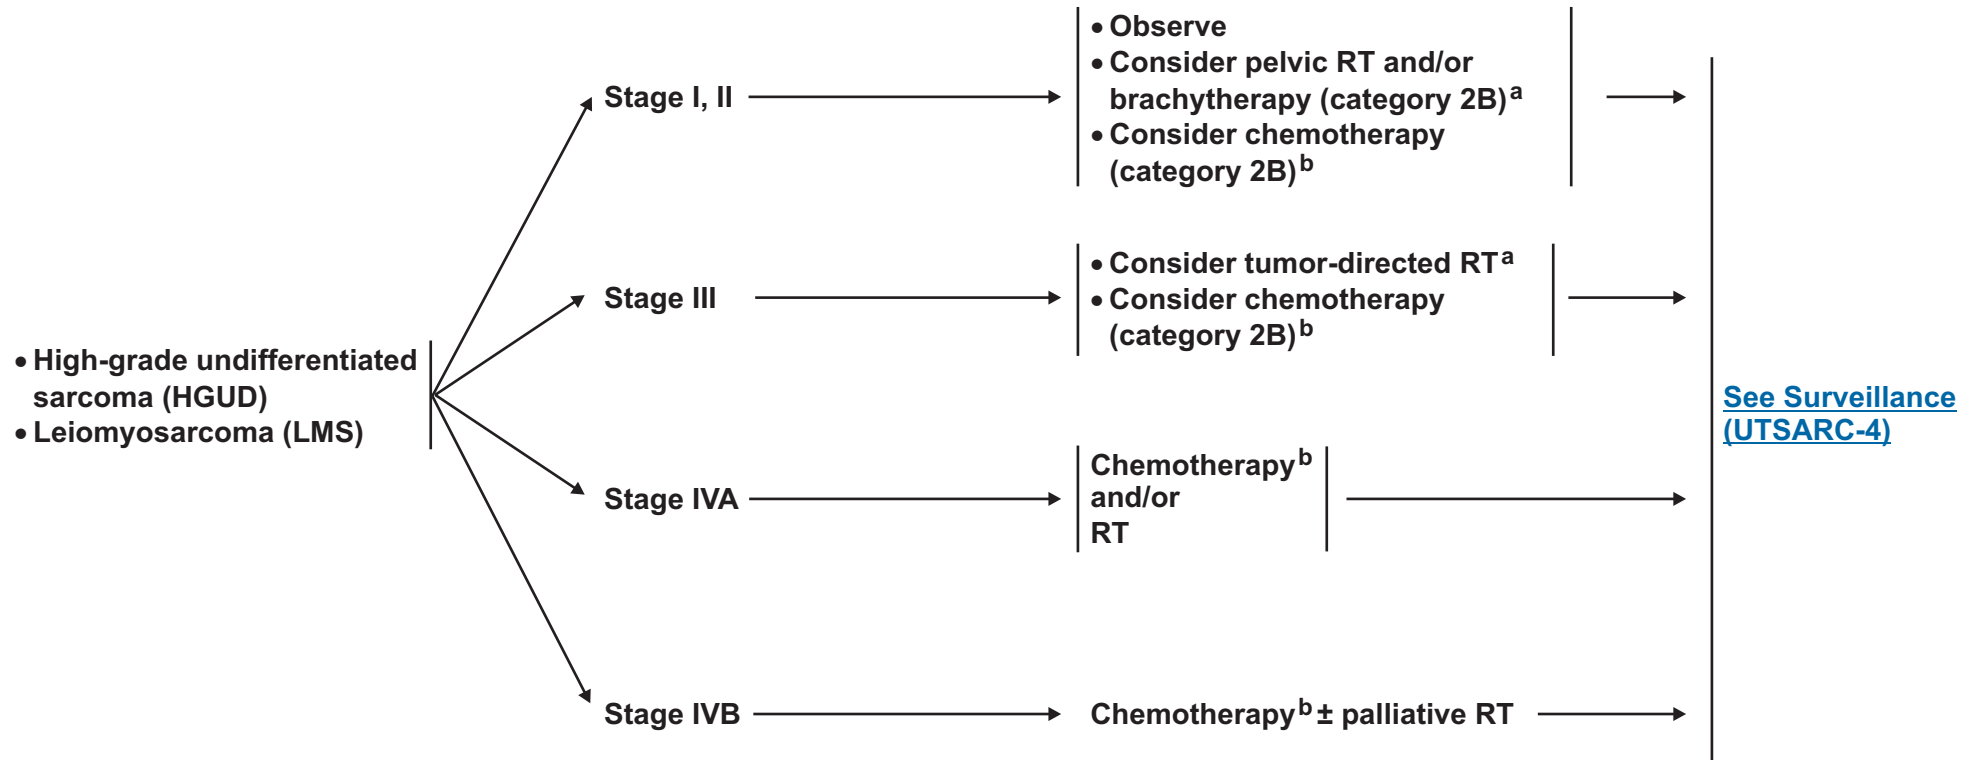 • High-grade undifferentiated
sarcoma (HGUD)
• Leiomyosarcoma (LMS)
Stage I, II
• Observe
• Consider pelvic RT and/or
brachytherapy (category 2B)a
• Consider chemotherapy
(category 2B)b
Stage III
• Consider tumor-directed RTa
• Consider chemotherapy
(category 2B)b
Stage IVA
Chemotherapyb
and/or
RT
Stage IVB
Chemotherapyb ± palliative RT
See Surveillance
(UTSARC-4)